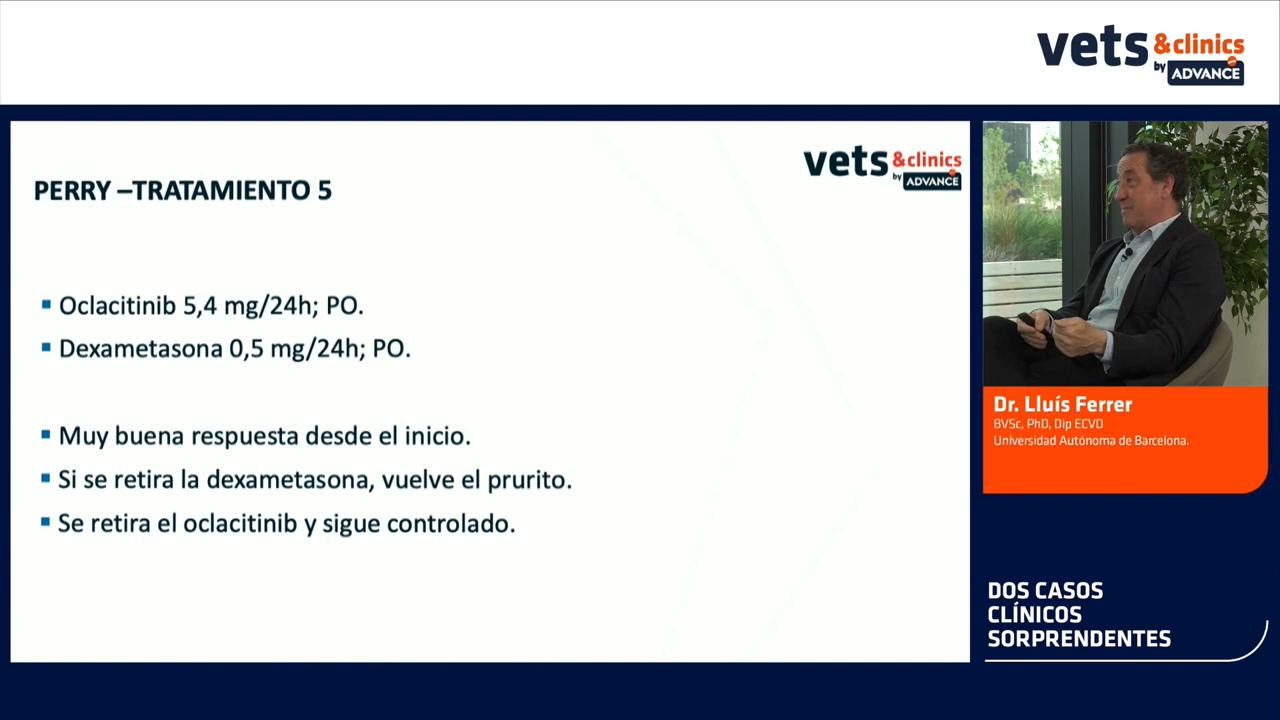 vets &clinics
by ADVANCE
vets &clinics
by ADVANCE
PERRY –TRATAMIENTO 5
▪ Oclacitinib 5,4 mg/24h; PO.
▪ Dexametasona 0,5 mg/24h; PO.
▪ Muy buena respuesta desde el inicio.
▪ Si se retira la dexametasona, vuelve el prurito.
▪ Se retira el oclacitinib y sigue controlado.
Dr. Lluís Ferrer
BVSc, PhD, Dip ECVD
Universidad Autónoma de Barcelona.
DOS CASOS
CLÍNICOS
SORPRENDENTES